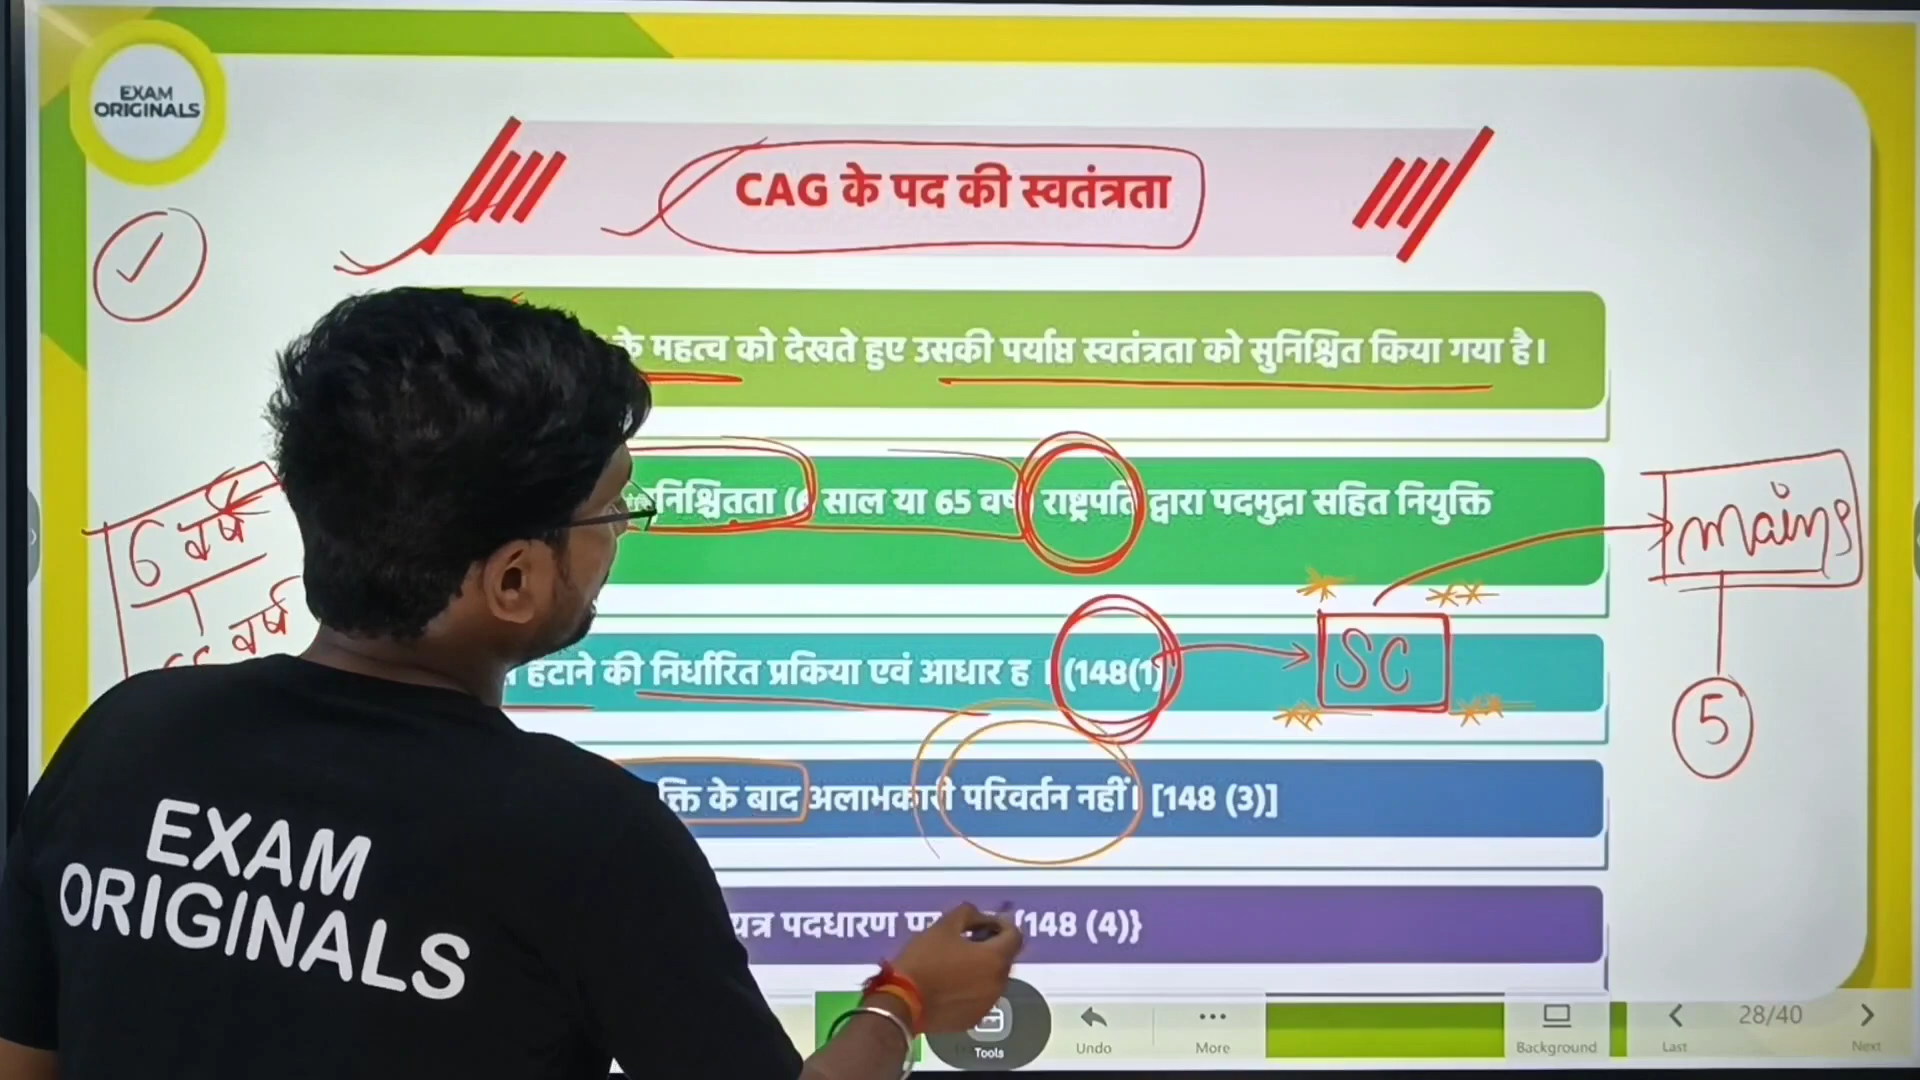 EXAM
ORIGINALS
CAG के पद की स्वतंत्रता
के महत्व को देखते हुए उसकी पर्याप्त स्वतंत्रता को सुनिश्चित किया गया है।
निश्चितता (6 साल या 65 वर्ष) राष्ट्रपति द्वारा पदमुद्रा सहित नियुक्ति
6 वर्ष
वर्ष
mains
हटाने की निर्धारित प्रकिया एवं आधार ह । (148(1)
SC
5
के बाद अलाभकारी परिवर्तन नहीं। [148 (3)]
पदधारण 148 (4)}
EXAM
ORIGINALS
Tools
Undo
More
Background
Last
28/40
Next